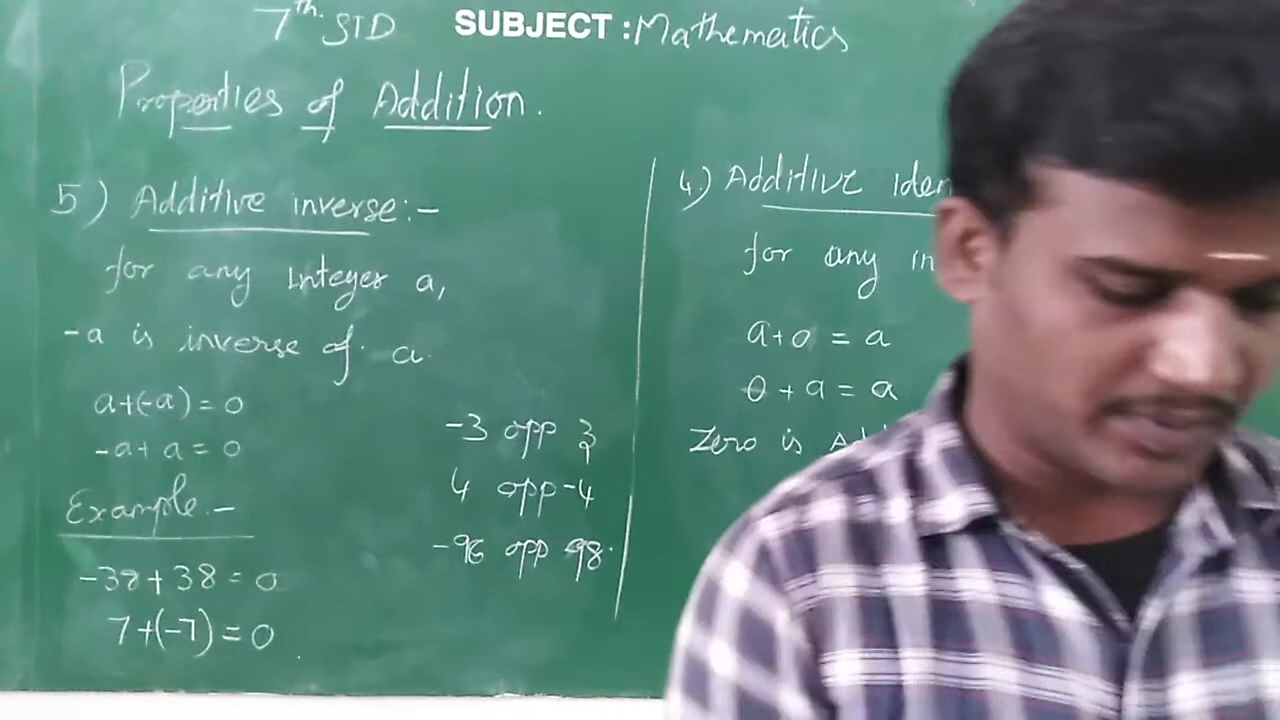 7th STD SUBJECT : Mathematics
Properties of Addition.
5) Additive inverse:-
for any integer a,
-a is inverse of a.
a+(-a) = 0
-a + a = 0
Example:-
-38 + 38 = 0
7+(-7) = 0
-3 opp 3
4 opp -4
-98 opp 98.
4.) Additive Iden
for any in
a+0 = a
0 + a = a
Zero is